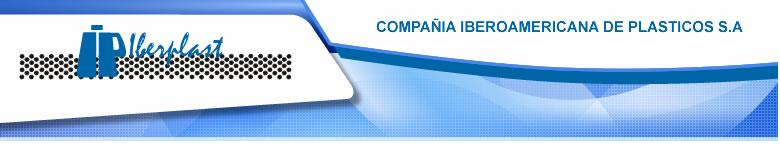 IP Iberplast
COMPAÑIA IBEROAMERICANA DE PLASTICOS S.A